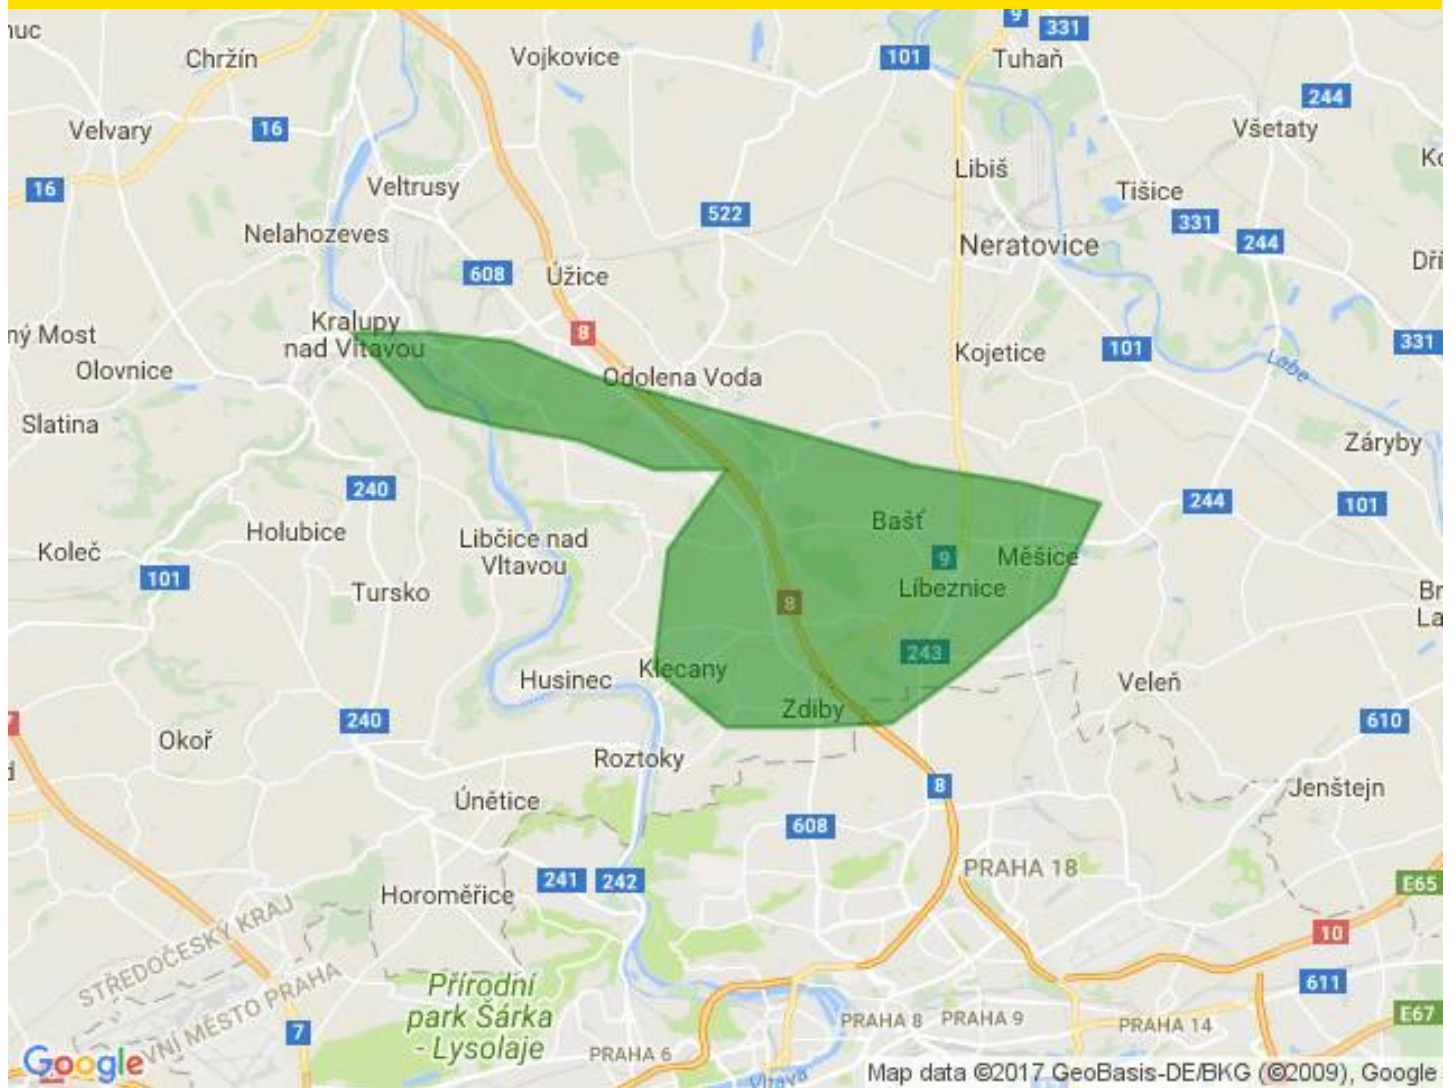 9
331
Chržín
Vojkovice
101
Tuhaň
244
Velvary
16
Všetaty
16
Veltrusy
Libiš
Tišice
522
331
Nelahozeves
Neratovice
244
608
Úžice
Kralupy
nad Vltavou
8
ný Most
Olovnice
Kojetice
101
331
Labe
Odolena Voda
Slatina
Záryby
240
244
101
Holubice
Bašť
Koleč
Libčice nad
Vltavou
9
Měšice
101
Tursko
8
Líbeznice
243
Klecany
Husinec
Veleň
Zdiby
240
610
Okoř
Roztoky
8
Jenštejn
Únětice
608
PRAHA 18
241
242
Horoměřice
E65
STŘEDOČESKÝ KRAJ
10
VNÍ MĚSTO PRAHA
Přírodní
park Šárka
- Lysolaje
611
7
PRAHA 8
PRAHA 9
PRAHA 14
E67
PRAHA 6
Google
Vltava
Map data ©2017 GeoBasis-DE/BKG (©2009), Google